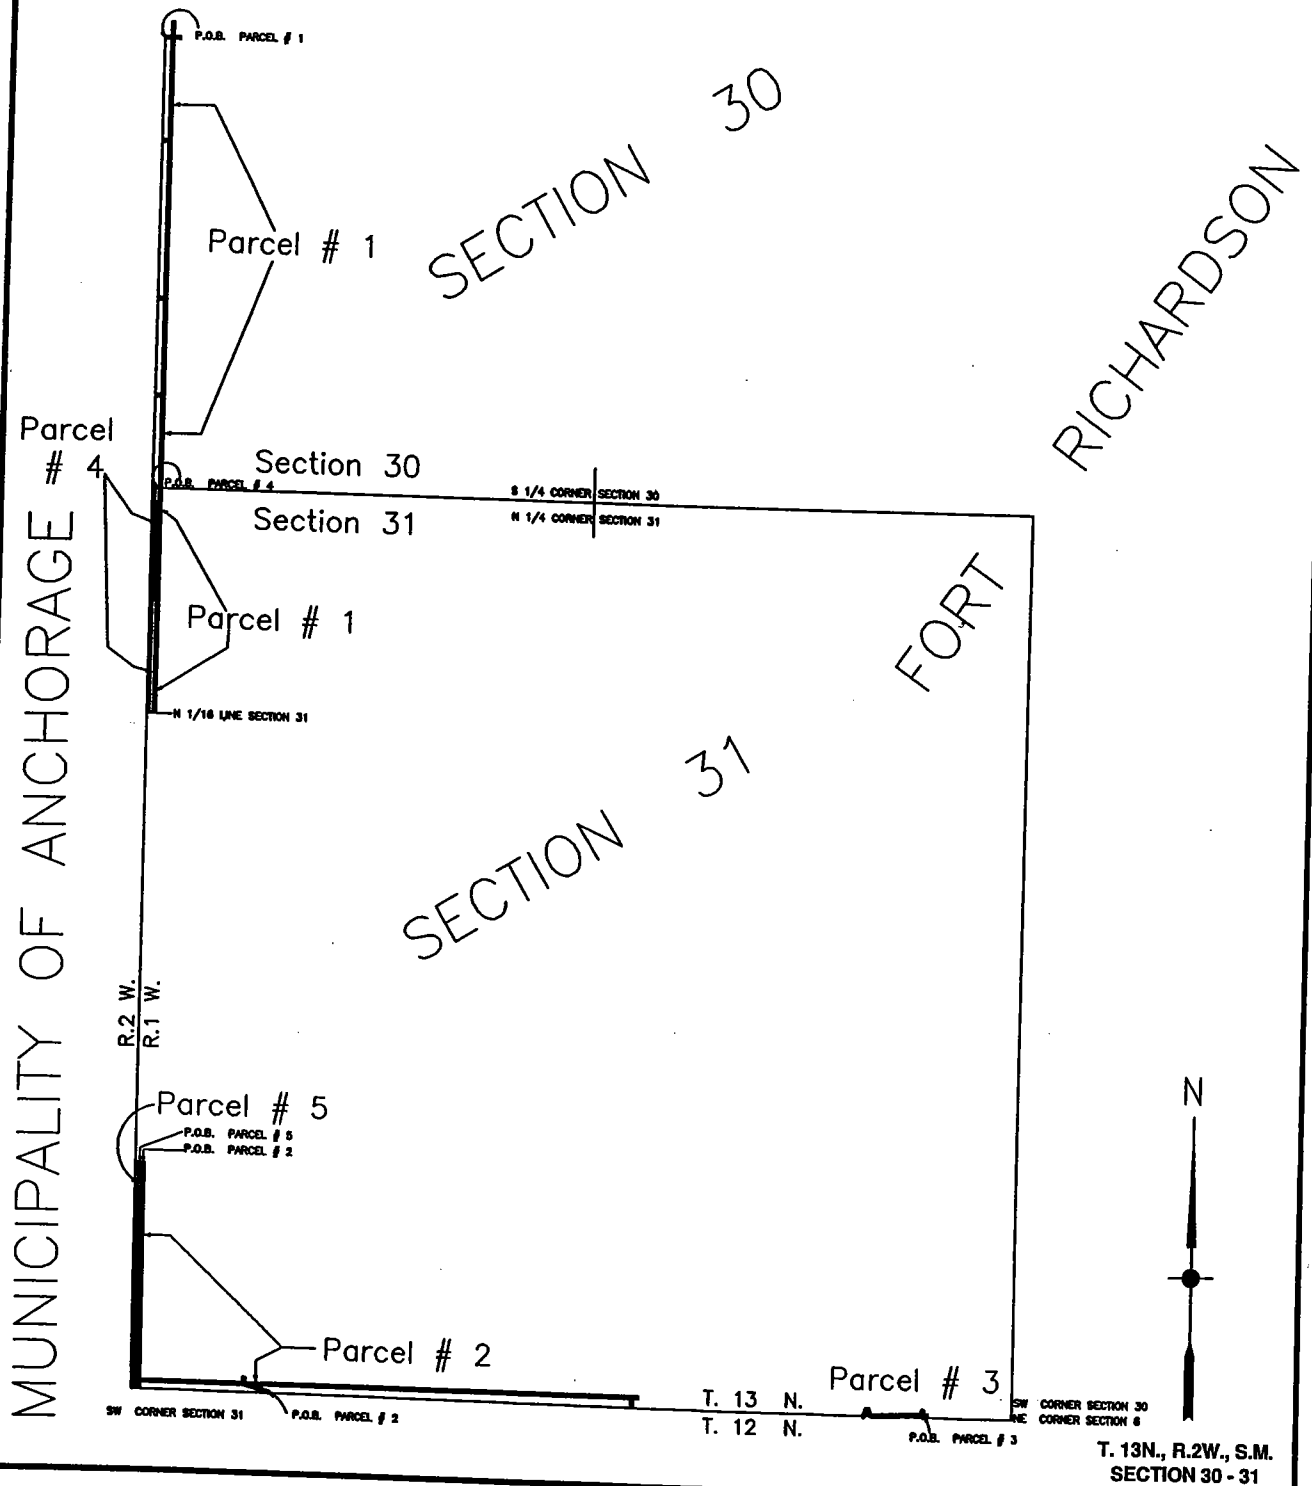 P.O.B. PARCEL # 1
SECTION 30
Parcel # 1
RICHARDSON
Parcel
# 4
Section 30
P.O.B. PARCEL # 4
S 1/4 CORNER SECTION 30
N 1/4 CORNER SECTION 31
Section 31
FORT
Parcel # 1
N 1/16 LINE SECTION 31
SECTION 31
MUNICIPALITY OF ANCHORAGE
R.2 W.
R.1 W.
N
Parcel # 5
P.O.B. PARCEL # 5
P.O.B. PARCEL # 2
Parcel # 2
Parcel # 3
T. 13 N.
T. 12 N.
SW CORNER SECTION 31
P.O.B. PARCEL # 2
SW CORNER SECTION 30
NE CORNER SECTION 6
P.O.B. PARCEL # 3
T. 13N., R.2W., S.M.
SECTION 30 - 31